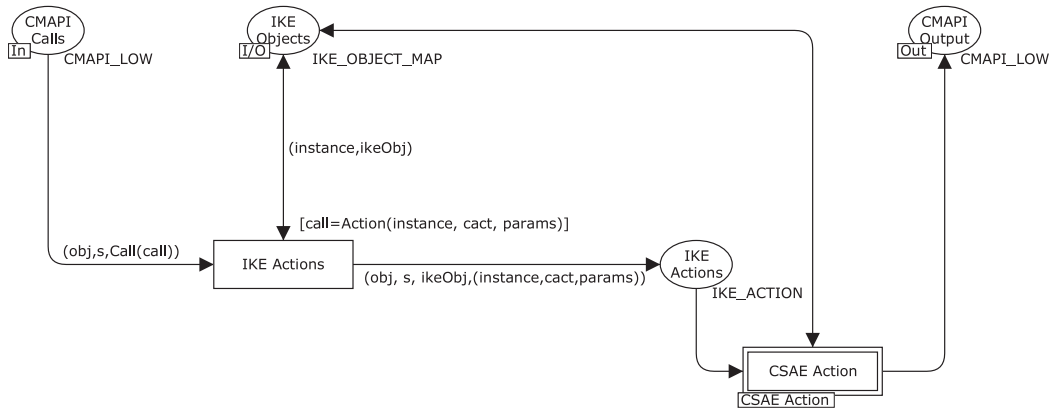 CMAPI
Calls
In
CMAPI_LOW
IKE
Objects
I/O
IKE_OBJECT_MAP
CMAPI
Output
Out
CMAPI_LOW
(instance,ikeObj)
[call=Action(instance, cact, params)]
(obj,s,Call(call))
IKE Actions
(obj, s, ikeObj,(instance,cact,params))
IKE
Actions
IKE_ACTION
CSAE Action
CSAE Action